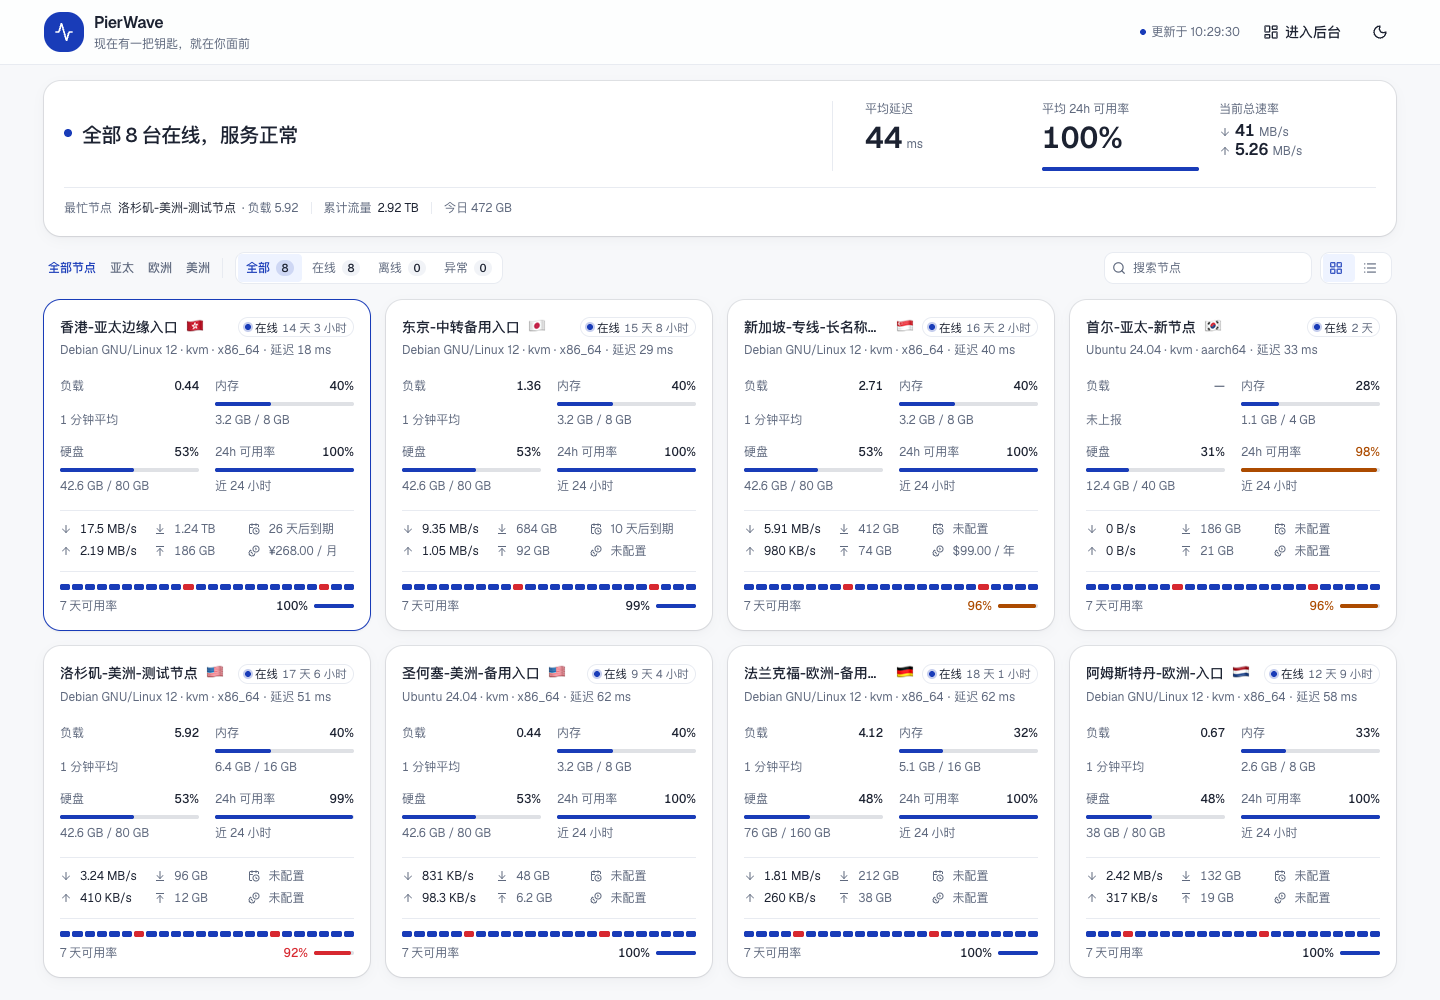 PierWave
现在有一把钥匙，就在你面前
更新于 10:29:30
进入后台
全部 8 台在线，服务正常
平均延迟
44 ms
平均 24h 可用率
100%
当前总速率
↓ 41 MB/s
↑ 5.26 MB/s
最忙节点 洛杉矶-美洲-测试节点 · 负载 5.92
累计流量 2.92 TB
今日 472 GB
全部节点 亚太 欧洲 美洲
全部 8 在线 8 离线 0 异常 0
搜索节点
香港-亚太边缘入口 在线 14 天 3 小时
Debian GNU/Linux 12 · kvm · x86_64 · 延迟 18 ms
负载 0.44 内存 40%
1 分钟平均 3.2 GB / 8 GB
硬盘 53% 24h 可用率 100%
42.6 GB / 80 GB 近 24 小时
↓ 17.5 MB/s 1.24 TB 26 天后到期
↑ 2.19 MB/s 186 GB ¥268.00 / 月
7 天可用率 100%
东京-中转备用入口 在线 15 天 8 小时
Debian GNU/Linux 12 · kvm · x86_64 · 延迟 29 ms
负载 1.36 内存 40%
1 分钟平均 3.2 GB / 8 GB
硬盘 53% 24h 可用率 100%
42.6 GB / 80 GB 近 24 小时
↓ 9.35 MB/s 684 GB 10 天后到期
↑ 1.05 MB/s 92 GB 未配置
7 天可用率 99%
新加坡-专线-长名称... 在线 16 天 2 小时
Debian GNU/Linux 12 · kvm · x86_64 · 延迟 40 ms
负载 2.71 内存 40%
1 分钟平均 3.2 GB / 8 GB
硬盘 53% 24h 可用率 100%
42.6 GB / 80 GB 近 24 小时
↓ 5.91 MB/s 412 GB 未配置
↑ 980 KB/s 74 GB $99.00 / 年
7 天可用率 96%
首尔-亚太-新节点 在线 2 天
Ubuntu 24.04 · kvm · aarch64 · 延迟 33 ms
负载 — 内存 28%
未上报 1.1 GB / 4 GB
硬盘 31% 24h 可用率 98%
12.4 GB / 40 GB 近 24 小时
↓ 0 B/s 186 GB 未配置
↑ 0 B/s 21 GB 未配置
7 天可用率 96%
洛杉矶-美洲-测试节点 在线 17 天 6 小时
Debian GNU/Linux 12 · kvm · x86_64 · 延迟 51 ms
负载 5.92 内存 40%
1 分钟平均 6.4 GB / 16 GB
硬盘 53% 24h 可用率 99%
42.6 GB / 80 GB 近 24 小时
↓ 3.24 MB/s 96 GB 未配置
↑ 410 KB/s 12 GB 未配置
7 天可用率 92%
圣何塞-美洲-备用入口 在线 9 天 4 小时
Ubuntu 24.04 · kvm · x86_64 · 延迟 62 ms
负载 0.44 内存 40%
1 分钟平均 3.2 GB / 8 GB
硬盘 53% 24h 可用率 100%
42.6 GB / 80 GB 近 24 小时
↓ 831 KB/s 48 GB 未配置
↑ 98.3 KB/s 6.2 GB 未配置
7 天可用率 100%
法兰克福-欧洲-备用... 在线 18 天 1 小时
Debian GNU/Linux 12 · kvm · x86_64 · 延迟 62 ms
负载 4.12 内存 32%
1 分钟平均 5.1 GB / 16 GB
硬盘 48% 24h 可用率 100%
76 GB / 160 GB 近 24 小时
↓ 1.81 MB/s 212 GB 未配置
↑ 260 KB/s 38 GB 未配置
7 天可用率 100%
阿姆斯特丹-欧洲-入口 在线 12 天 9 小时
Debian GNU/Linux 12 · kvm · x86_64 · 延迟 58 ms
负载 0.67 内存 33%
1 分钟平均 2.6 GB / 8 GB
硬盘 48% 24h 可用率 100%
38 GB / 80 GB 近 24 小时
↓ 2.42 MB/s 132 GB 未配置
↑ 317 KB/s 19 GB 未配置
7 天可用率 100%